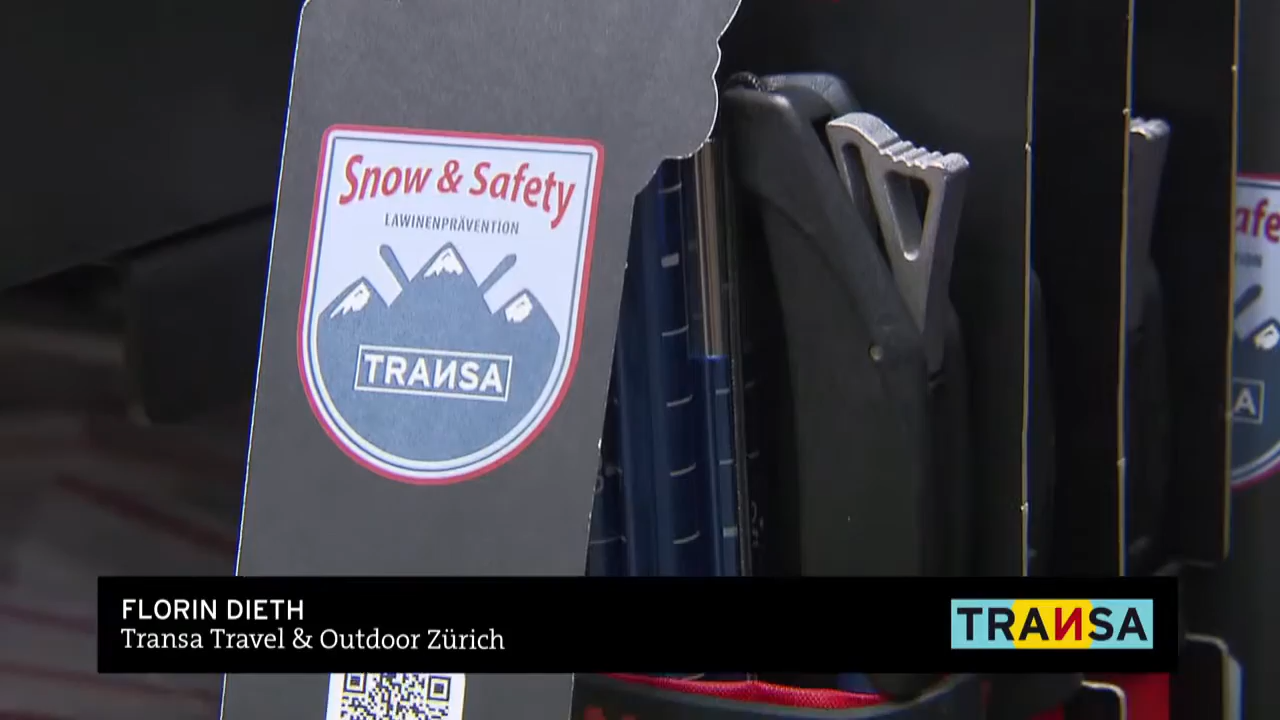 Snow & Safety
LAWINENPRÄVENTION
TRANSA
FLORIN DIETH
Transa Travel & Outdoor Zürich
TRANSA